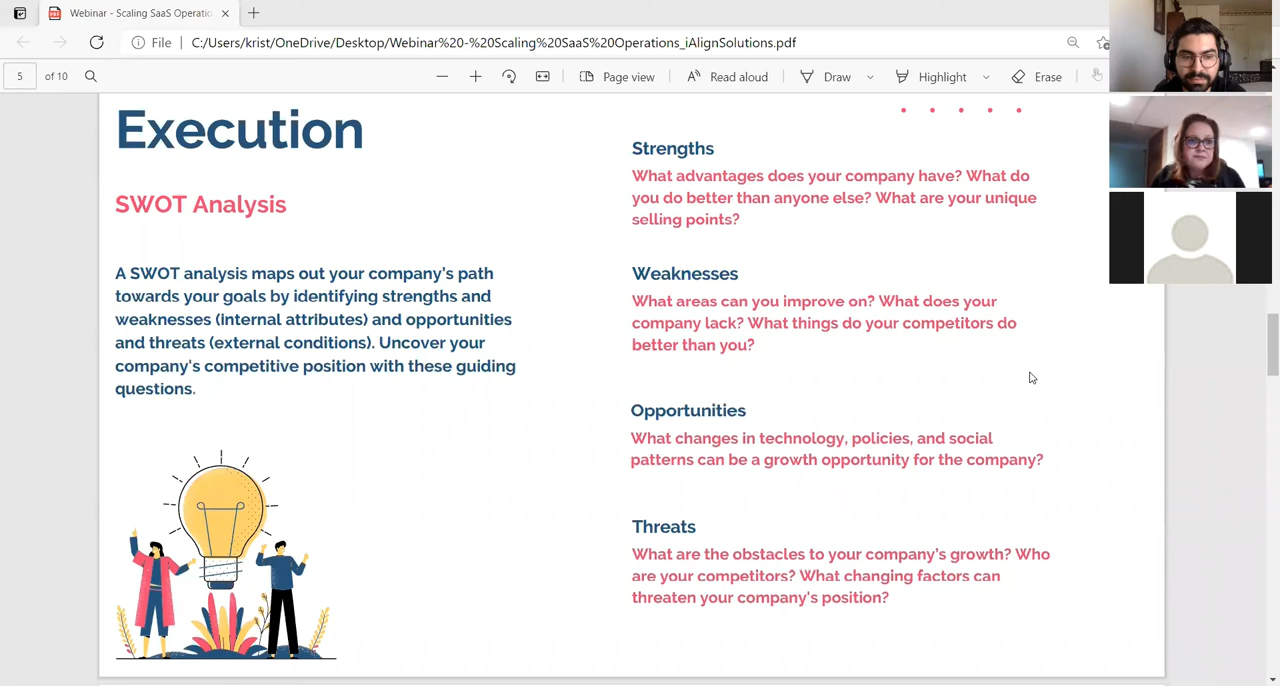 Webinar - Scaling SaaS Operatio
File
C:/Users/krist/OneDrive/Desktop/Webinar%20-%20Scaling%20SaaS%20Operations_iAlignSolutions.pdf
5 of 10
Page view
Read aloud
Draw
Highlight
Erase
Execution
SWOT Analysis
A SWOT analysis maps out your company's path
towards your goals by identifying strengths and
weaknesses (internal attributes) and opportunities
and threats (external conditions). Uncover your
company's competitive position with these guiding
questions.
Strengths
What advantages does your company have? What do
you do better than anyone else? What are your unique
selling points?
Weaknesses
What areas can you improve on? What does your
company lack? What things do your competitors do
better than you?
Opportunities
What changes in technology, policies, and social
patterns can be a growth opportunity for the company?
Threats
What are the obstacles to your company's growth? Who
are your competitors? What changing factors can
threaten your company's position?